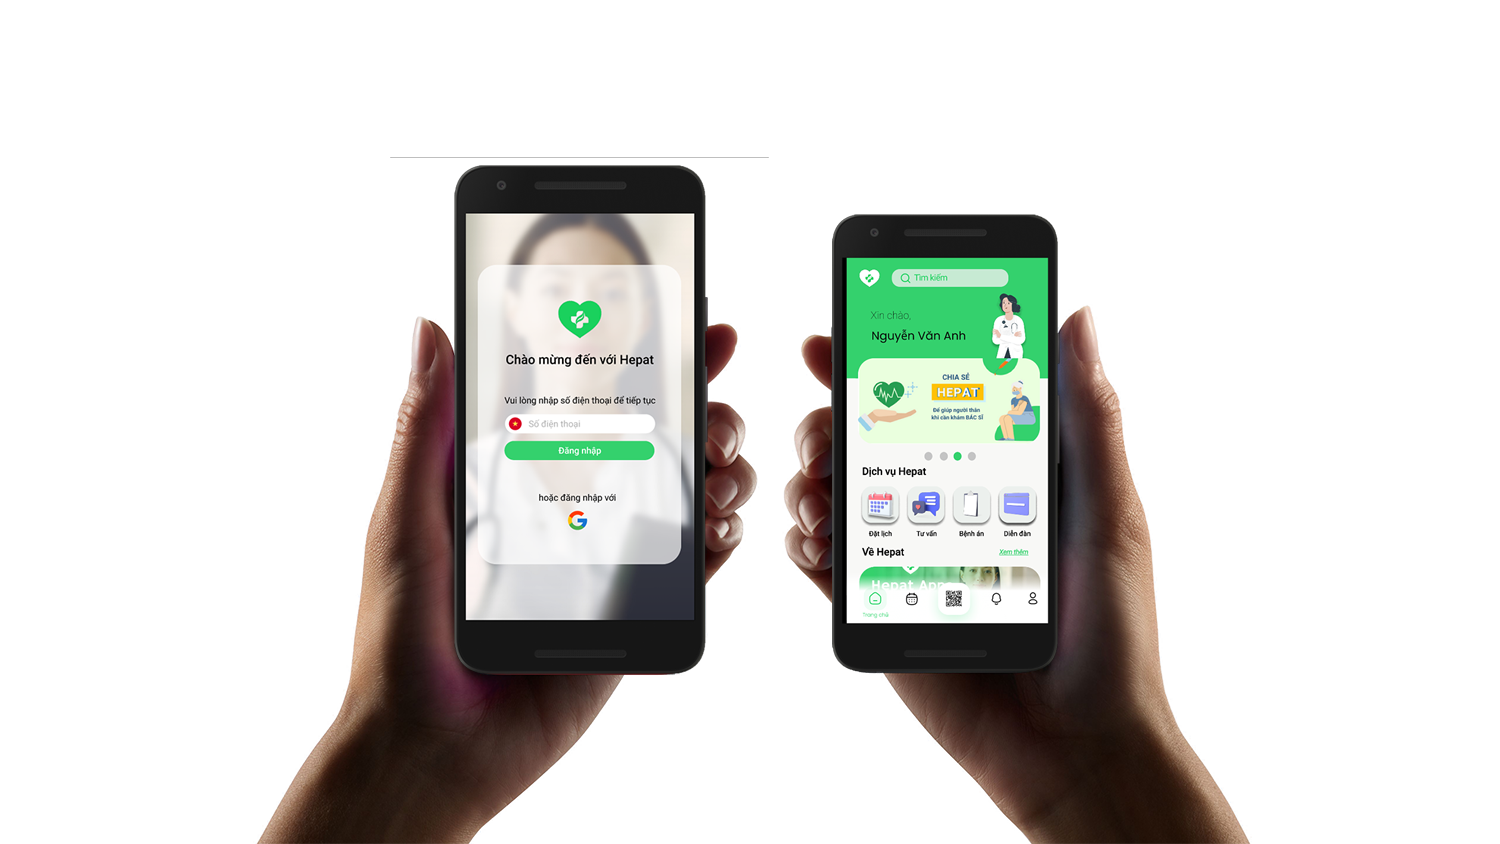 Chào mừng đến với Hepat
Vui lòng nhập số điện thoại để tiếp tục
Số điện thoại
Đăng nhập
hoặc đăng nhập với
Tìm kiếm
Xin chào,
Nguyễn Văn Anh
CHIA SẺ
HEPAT
Để giúp người thân
khi cần khám BÁC SĨ
Dịch vụ Hepat
Đặt lịch
Tư vấn
Bệnh án
Diễn đàn
Về Hepat
Xem thêm
Hepat App
Trang chủ